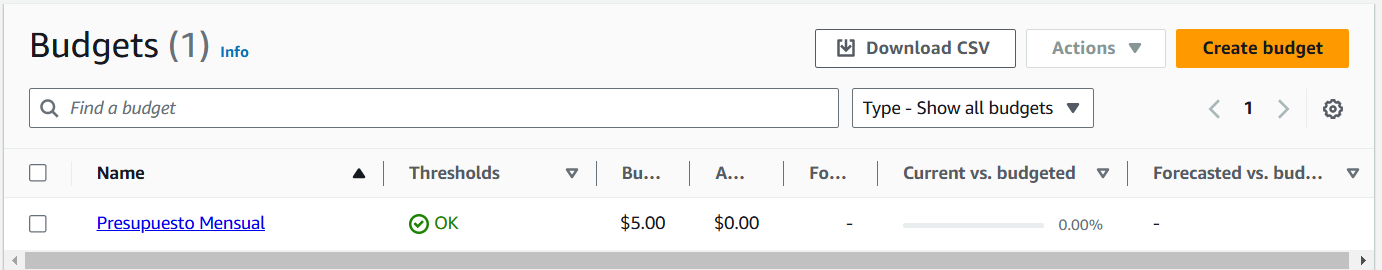 Budgets (1) Info
Download CSV
Actions
Create budget
Find a budget
Type - Show all budgets
1
Name Thresholds Bu... A... Fo... Current vs. budgeted Forecasted vs. bud...
Presupuesto Mensual OK $5.00 $0.00 - 0.00% -